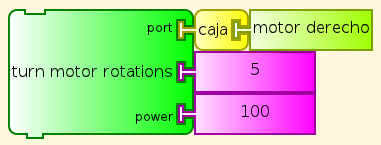 port
caja
motor derecho
turn motor rotations
5
power
100